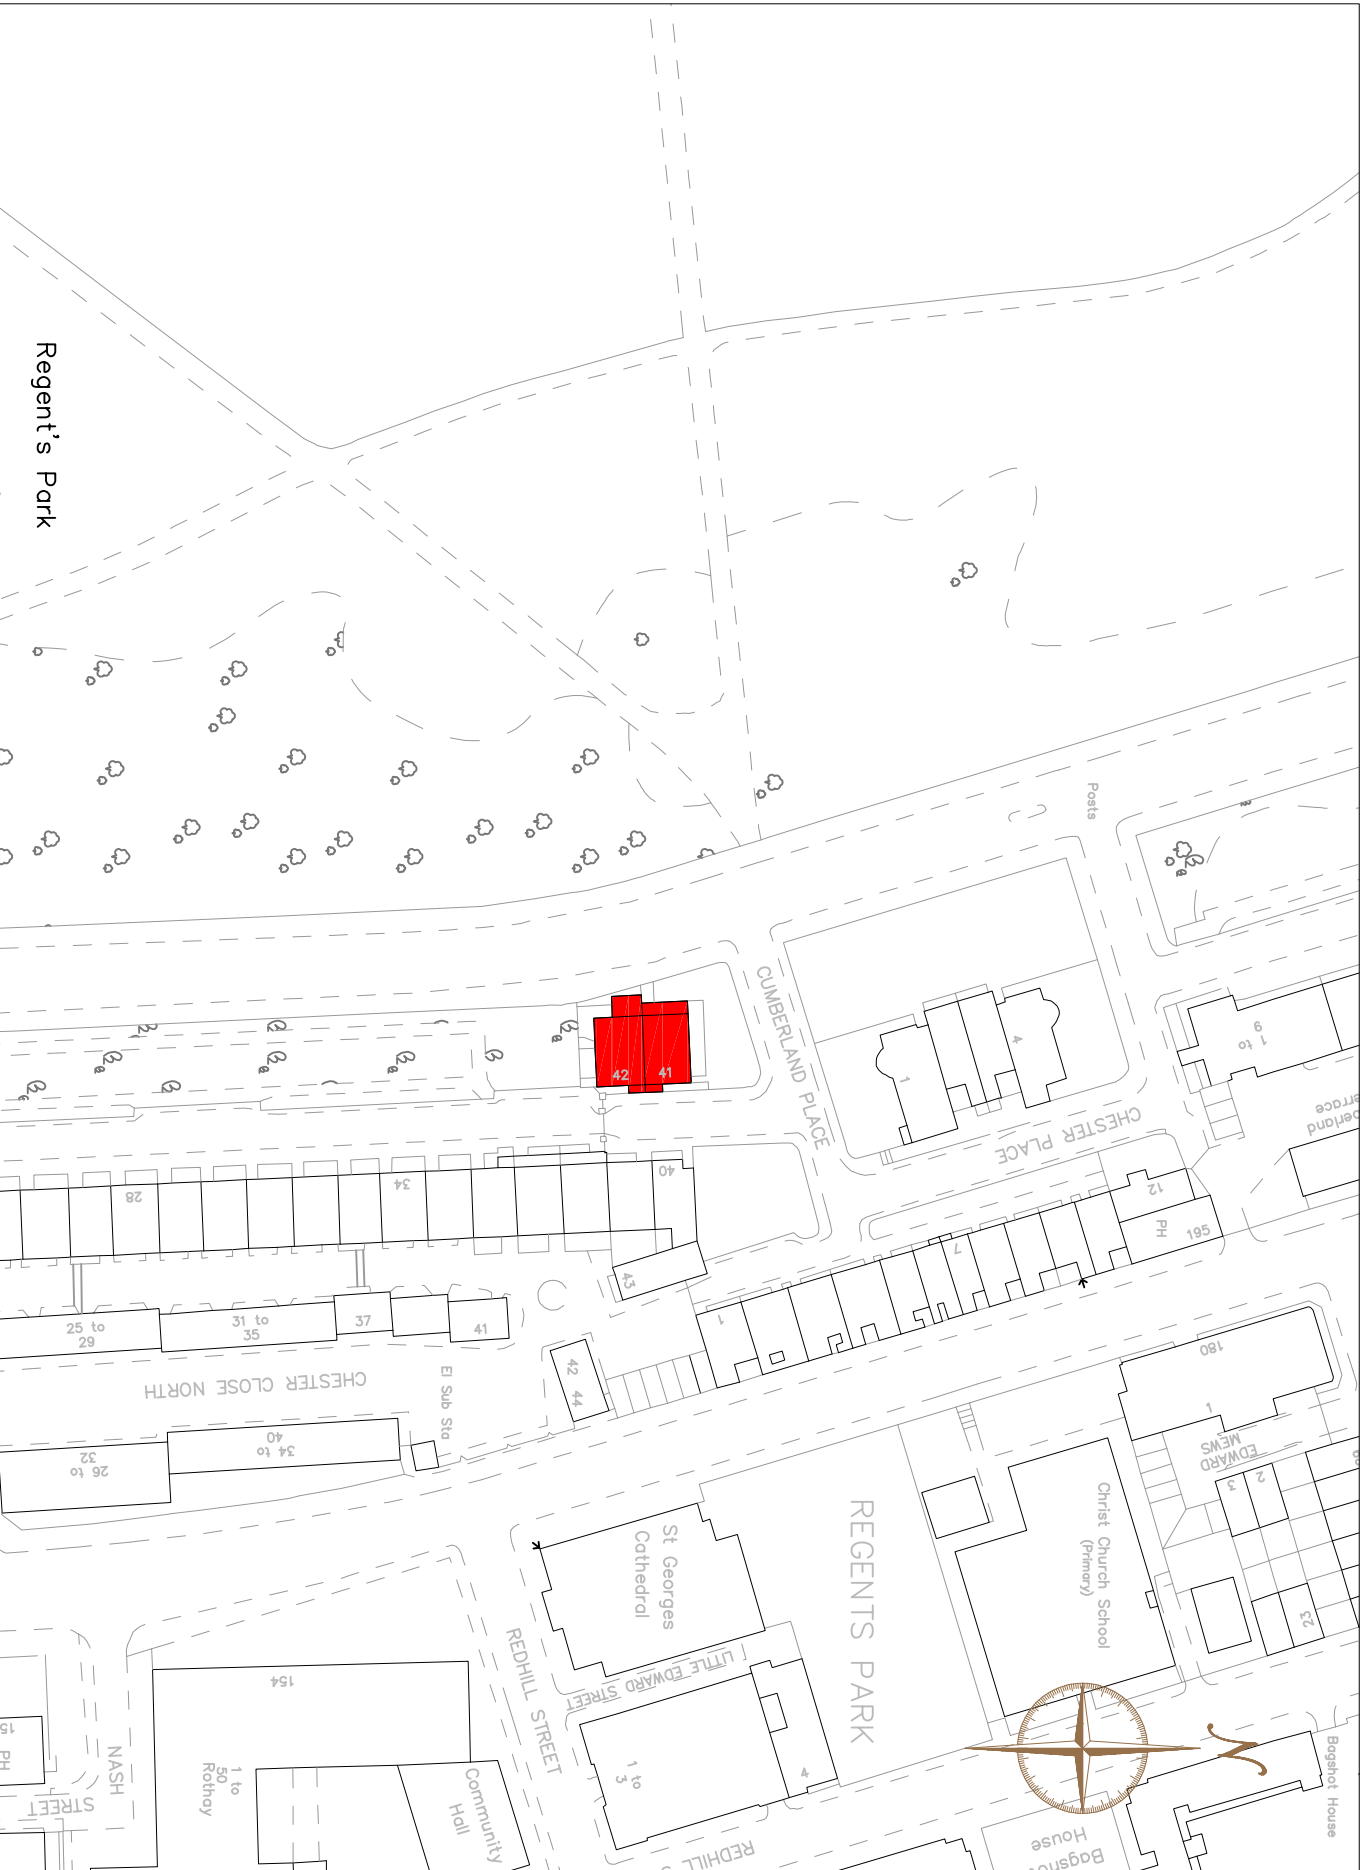 Regent's Park
Posts
CUMBERLAND PLACE
42
41
1
4
1 to
9
CHESTER PLACE
28
34
40
43
12
PH
195
7
1
25 to
29
31 to
35
37
41
CHESTER CLOSE NORTH
El Sub Sta
42
44
26 to
32
34 to
40
180
1
EDWARD
MEWS
3
2
23
St Georges
Cathedral
REGENTS PARK
Christ Church School
(Primary)
LITTLE EDWARD STREET
REDHILL STREET
154
1 to
50
Rothay
NASH
STREET
PH
Community
Hall
1 to
3
4
N
Bagshot House
House